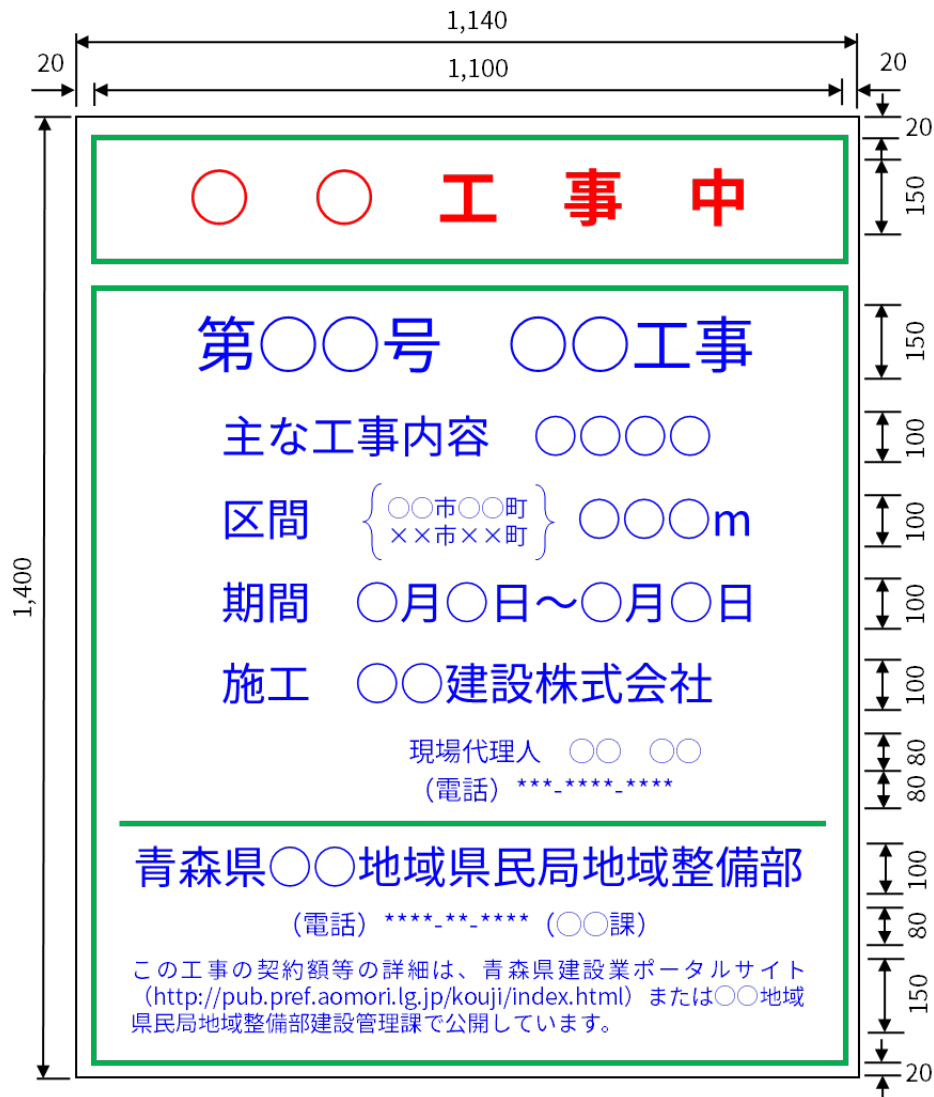 1,140
20
1,100
20
20
○ ○ 工 事 中
150
第○○号 ○○工事
150
主な工事内容 ○○○○
100
区間 {○○市○○町
××市××町} ○○○m
100
1,400
期間 ○月○日~○月○日
100
施工 ○○建設株式会社
100
現場代理人 ○○ ○○
80
(電話)***-****-****
80
青森県○○地域県民局地域整備部
100
(電話)****-**-****(○○課)
80
この工事の契約額等の詳細は、青森県建設業ポータルサイト
(http://pub.pref.aomori.lg.jp/kouji/index.html)または○○地域
県民局地域整備部建設管理課で公開しています。
150
20